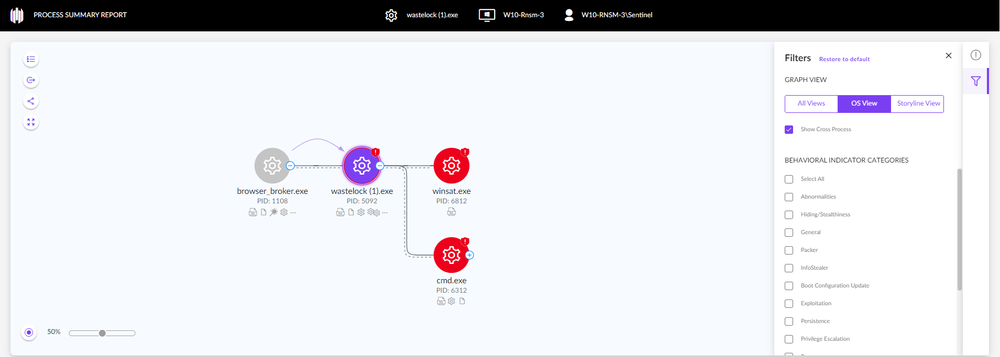 PROCESS SUMMARY REPORT
wastelock (1).exe
W10-Rnsm-3
W10-RNSM-3\Sentinel
Filters
Restore to default
GRAPH VIEW
All Views
OS View
Storyline View
Show Cross Process
BEHAVIORAL INDICATOR CATEGORIES
Select All
Abnormalities
Hiding/Stealthiness
General
Packer
InfoStealer
Boot Configuration Update
Exploitation
Persistence
Privilege Escalation
browser_broker.exe
PID: 1108
wastelock (1).exe
PID: 5092
winsat.exe
PID: 6812
cmd.exe
PID: 6312
50%